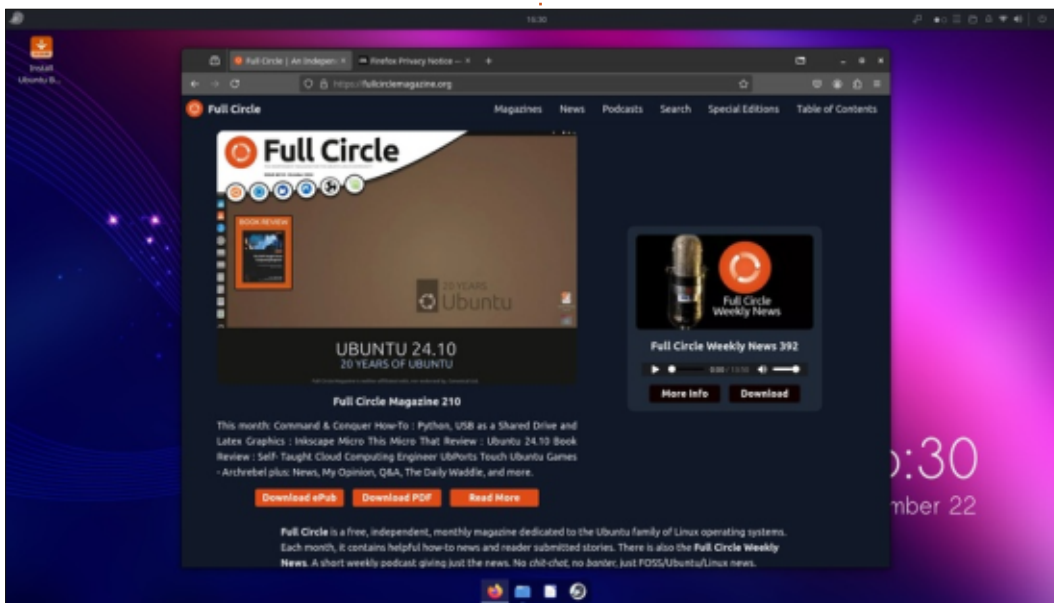 15:30
Install
Ubuntu B...
Full Circle | An Indepen
Firefox Privacy Notice —
https://fullcirclemagazine.org
Full Circle
Magazines News Podcasts Search Special Editions Table of Contents
Full Circle
BOOK REVIEW
20 YEARS
Ubuntu
UBUNTU 24.10
20 YEARS OF UBUNTU
Full Circle Magazine 210
This month: Command & Conquer How-To : Python, USB as a Shared Drive and
Latex Graphics : Inkscape Micro This Micro That Review : Ubuntu 24.10 Book
Review : Self- Taught Cloud Computing Engineer UbPorts Touch Ubuntu Games
- Archrebel plus: News, My Opinion, Q&A, The Daily Waddle, and more.
Download ePub Download PDF Read More
Full Circle
Weekly News
Full Circle Weekly News 392
More Info Download
Full Circle is a free, independent, monthly magazine dedicated to the Ubuntu family of Linux operating systems.
Each month, it contains helpful how-to news and reader submitted stories. There is also the Full Circle Weekly
News. A short weekly podcast giving just the news. No chit-chat, no banter, just FOSS/Ubuntu/Linux news.
:30
mber 22